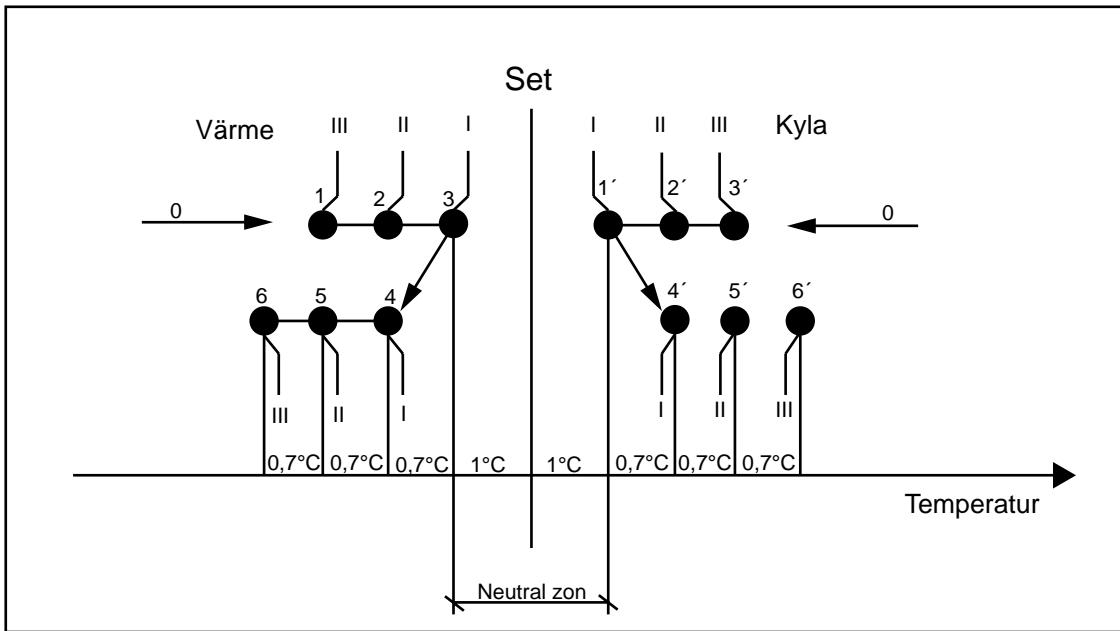 Set
Värme III II I I II III Kyla
1 2 3 1´ 2´ 3´
0 0
6 5 4 4´ 5´ 6´
III II I I II III
0,7°C 0,7°C 0,7°C 1°C 1°C 0,7°C 0,7°C 0,7°C
Temperatur
Neutral zon